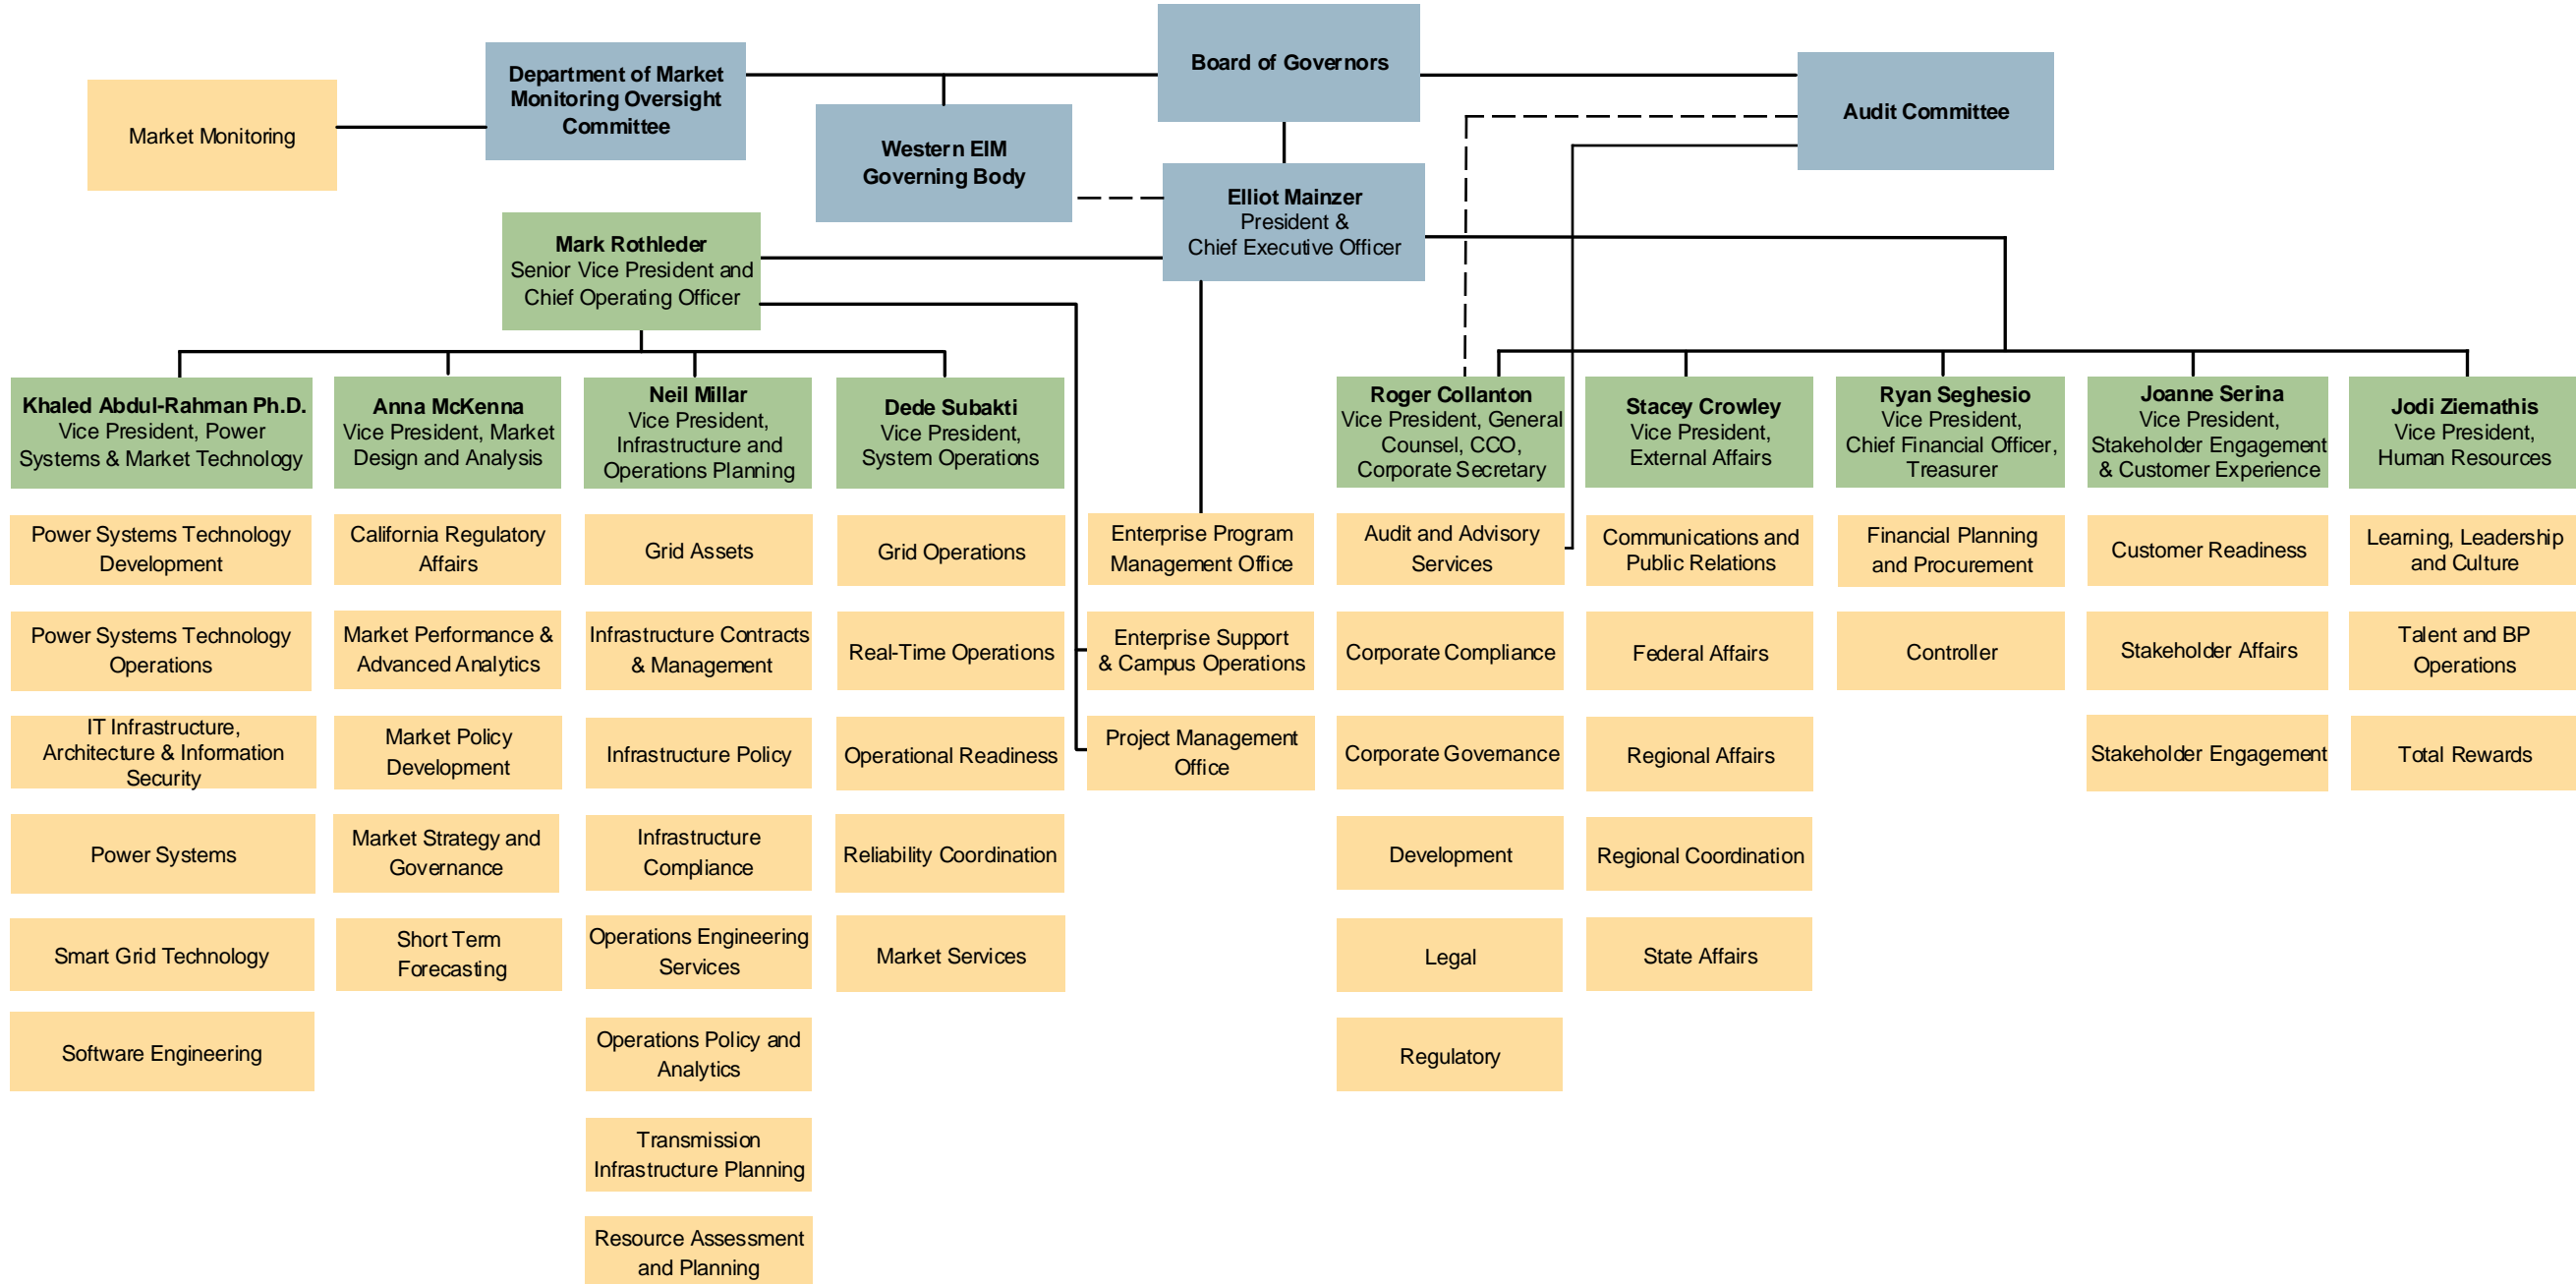 Board of Governors
Department of Market
Monitoring Oversight
Committee
Audit Committee
Market Monitoring
Western EIM
Governing Body
Elliot Mainzer
President &
Chief Executive Officer
Mark Rothleder
Senior Vice President and
Chief Operating Officer
Khaled Abdul-Rahman Ph.D.
Vice President, Power
Systems & Market Technology
Anna McKenna
Vice President, Market
Design and Analysis
Neil Millar
Vice President,
Infrastructure and
Operations Planning
Dede Subakti
Vice President,
System Operations
Roger Collanton
Vice President, General
Counsel, CCO,
Corporate Secretary
Stacey Crowley
Vice President,
External Affairs
Ryan Seghesio
Vice President,
Chief Financial Officer,
Treasurer
Joanne Serina
Vice President,
Stakeholder Engagement
& Customer Experience
Jodi Ziemathis
Vice President,
Human Resources
Power Systems Technology
Development
California Regulatory
Affairs
Grid Assets
Grid Operations
Enterprise Program
Management Office
Audit and Advisory
Services
Communications and
Public Relations
Financial Planning
and Procurement
Customer Readiness
Learning, Leadership
and Culture
Power Systems Technology
Operations
Market Performance &
Advanced Analytics
Infrastructure Contracts
& Management
Real-Time Operations
Enterprise Support
& Campus Operations
Corporate Compliance
Federal Affairs
Controller
Stakeholder Affairs
Talent and BP
Operations
IT Infrastructure,
Architecture & Information
Security
Market Policy
Development
Infrastructure Policy
Operational Readiness
Project Management
Office
Corporate Governance
Regional Affairs
Stakeholder Engagement
Total Rewards
Power Systems
Market Strategy and
Governance
Infrastructure
Compliance
Reliability Coordination
Development
Regional Coordination
Smart Grid Technology
Short Term
Forecasting
Operations Engineering
Services
Market Services
Legal
State Affairs
Software Engineering
Operations Policy and
Analytics
Regulatory
Transmission
Infrastructure Planning
Resource Assessment
and Planning